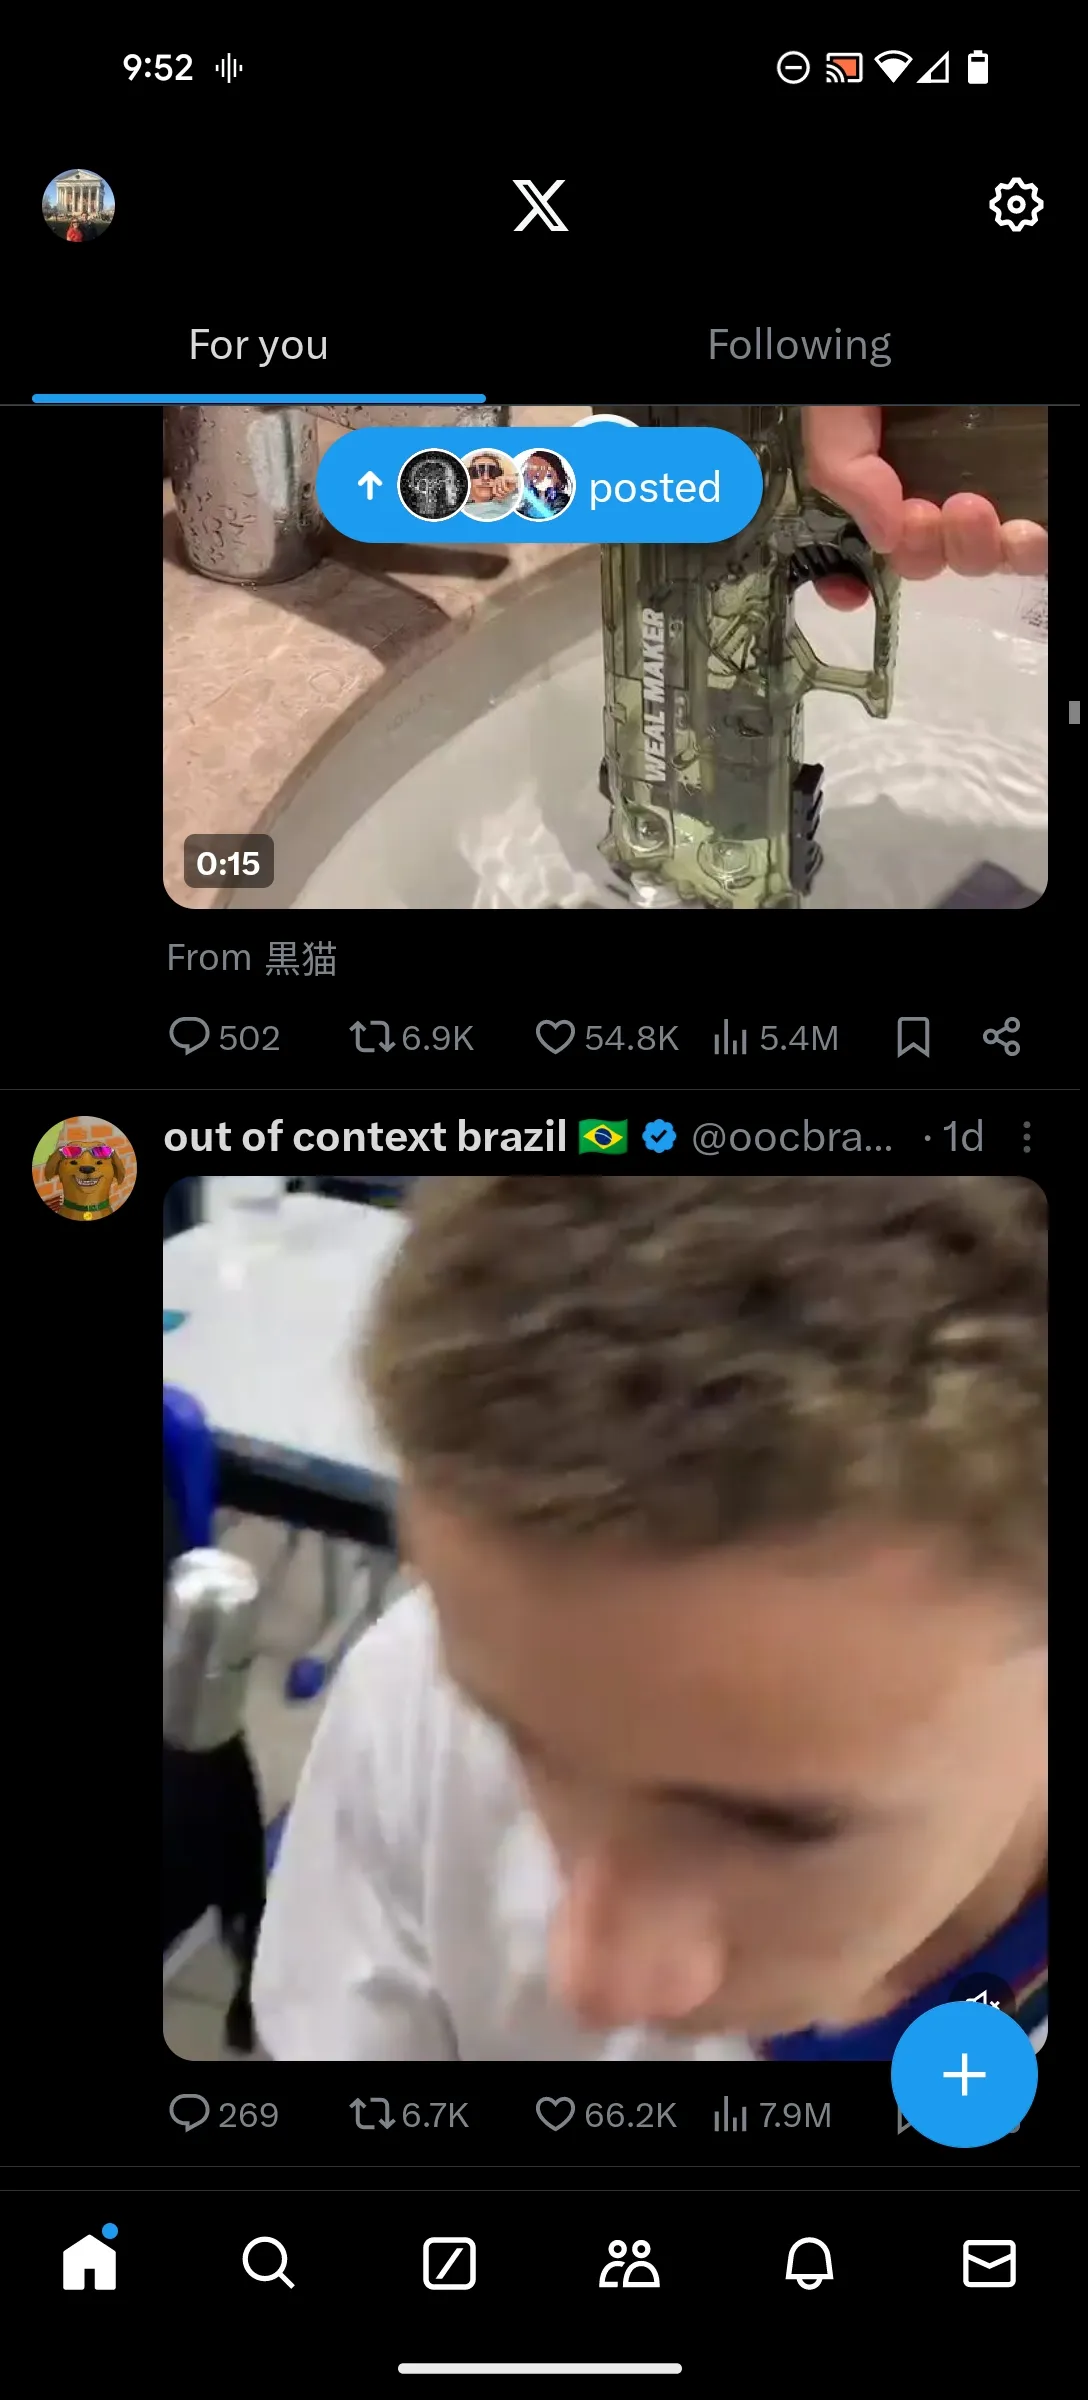 9:52
For you
Following
posted
WEAL MAKER
0:15
From 黒猫
502 6.9K 54.8K 5.4M
out of context brazil 🇧🇷 @oocbra... · 1d
269 6.7K 66.2K 7.9M